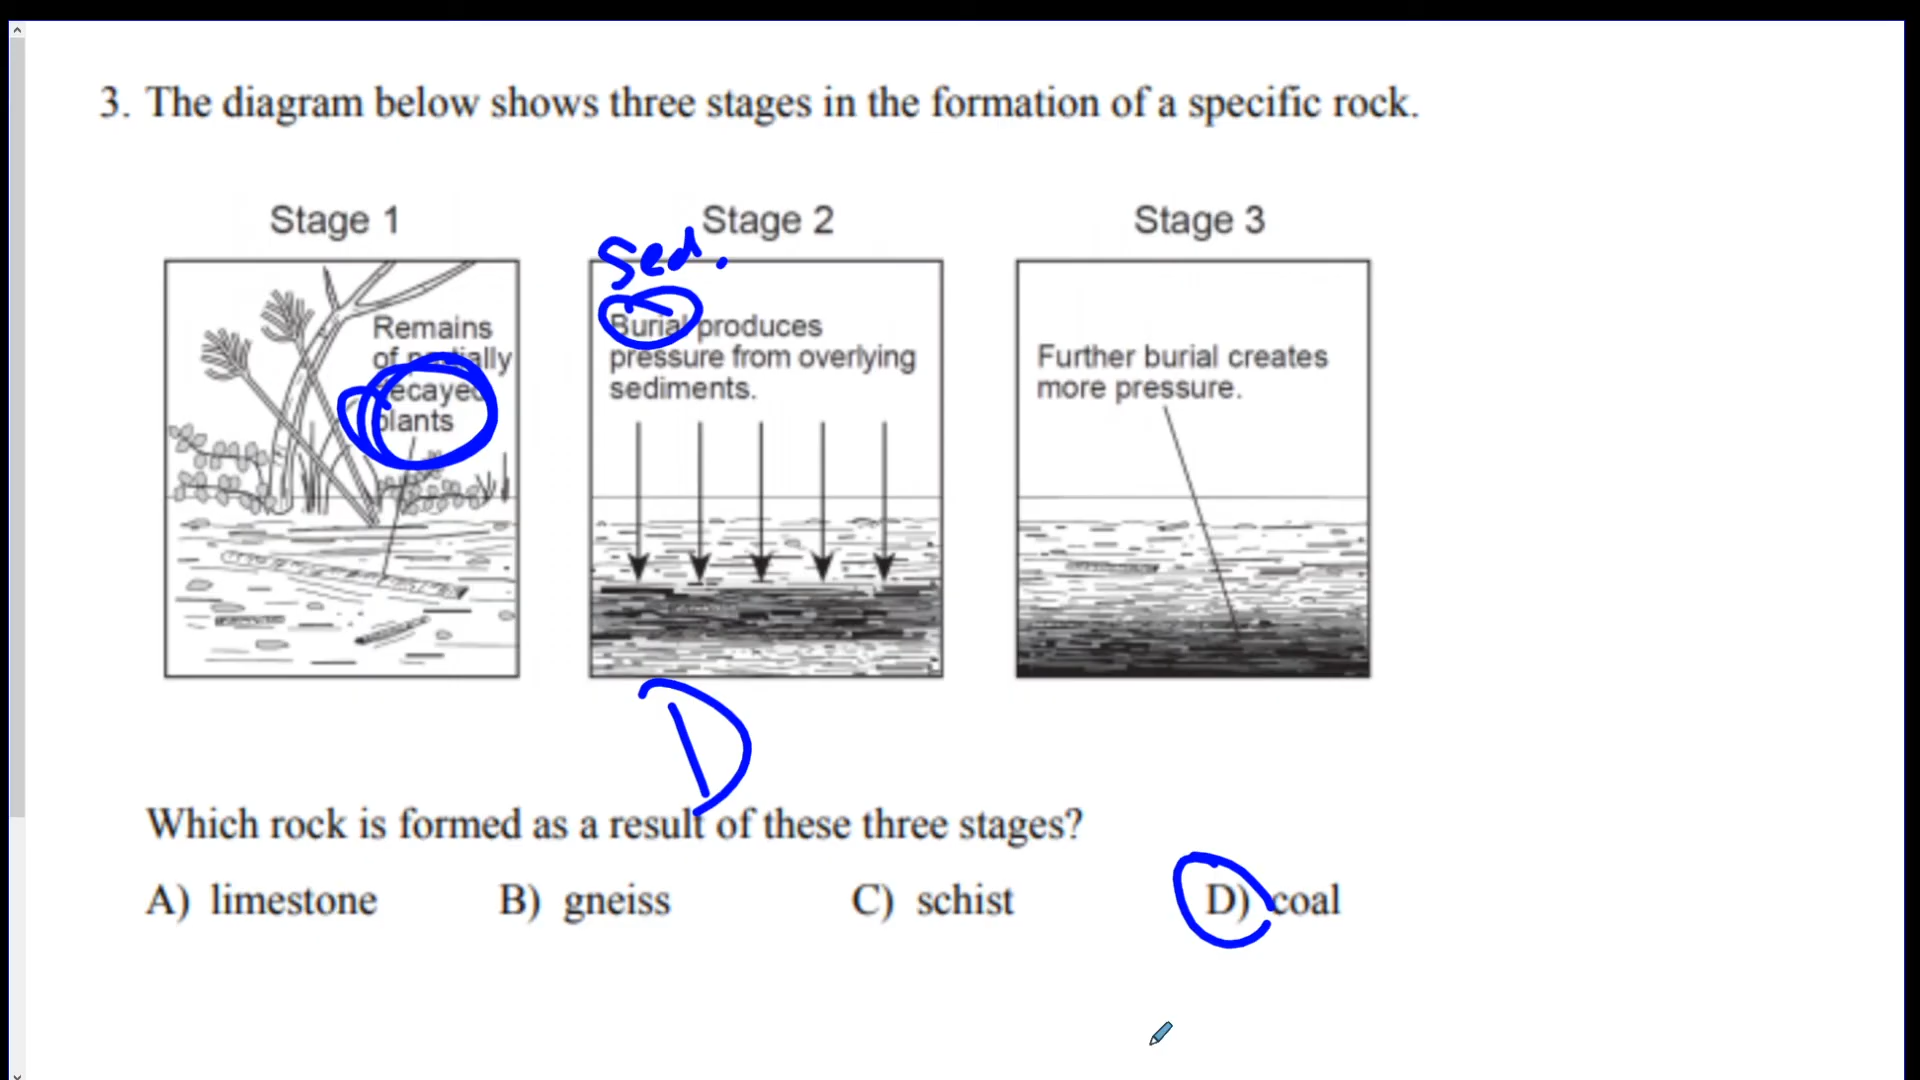 3. The diagram below shows three stages in the formation of a specific rock.
Stage 1
Remains
of partially
decayed
plants
Stage 2
Sed.
Burial produces
pressure from overlying
sediments.
Stage 3
Further burial creates
more pressure.
D
Which rock is formed as a result of these three stages?
A) limestone B) gneiss C) schist D) coal